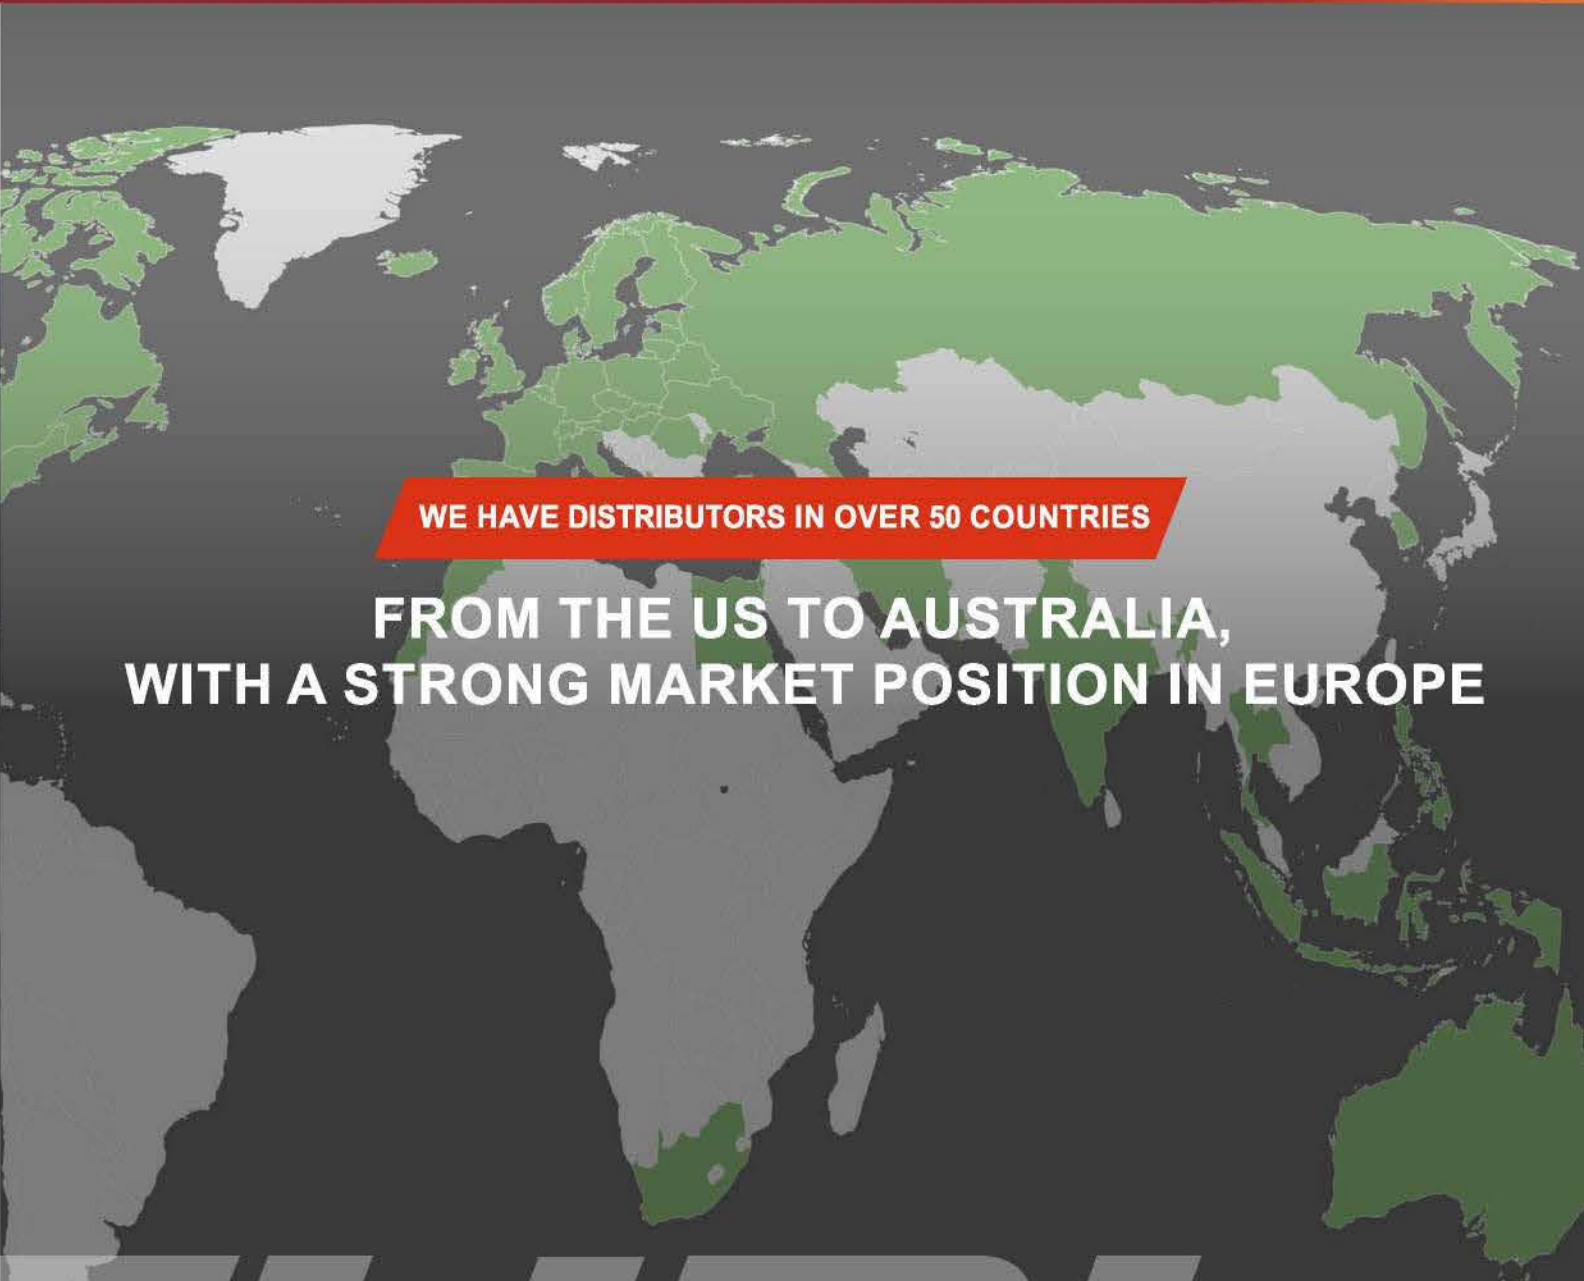 WE HAVE DISTRIBUTORS IN OVER 50 COUNTRIES
FROM THE US TO AUSTRALIA,
WITH A STRONG MARKET POSITION IN EUROPE